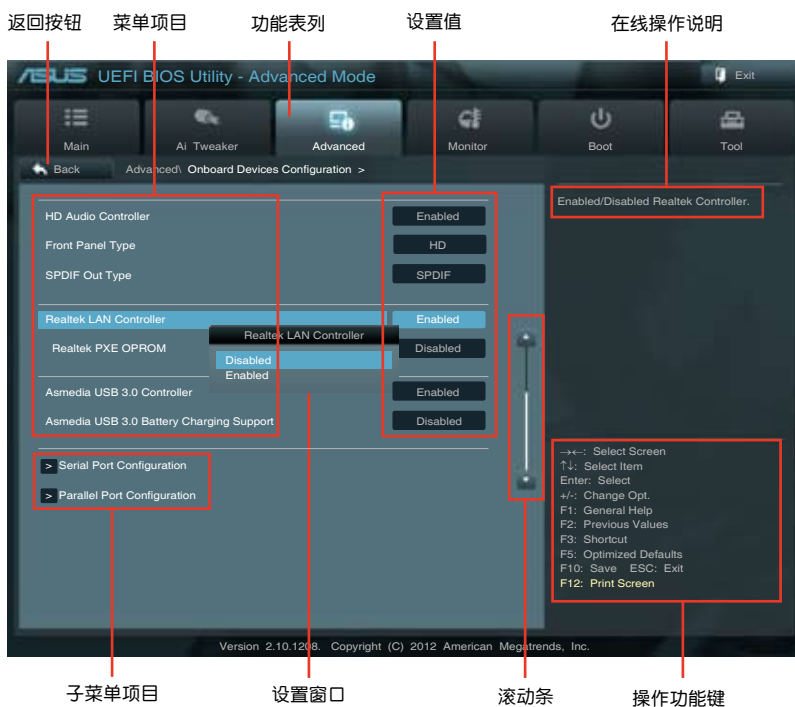 返回按钮 菜单项目 功能表列 设置值 在线操作说明
ASUS UEFI BIOS Utility - Advanced Mode Exit
Main Ai Tweaker Advanced Monitor Boot Tool
Back Advanced\ Onboard Devices Configuration >
Enabled/Disabled Realtek Controller.
HD Audio Controller Enabled
Front Panel Type HD
SPDIF Out Type SPDIF
Realtek LAN Controller Enabled
Realtek LAN Controller
Realtek PXE OPROM Disabled
Disabled
Enabled
Asmedia USB 3.0 Controller Enabled
Asmedia USB 3.0 Battery Charging Support Disabled
> Serial Port Configuration
> Parallel Port Configuration
→←: Select Screen
↑↓: Select Item
Enter: Select
+/-: Change Opt.
F1: General Help
F2: Previous Values
F3: Shortcut
F5: Optimized Defaults
F10: Save ESC: Exit
F12: Print Screen
Version 2.10.1208. Copyright (C) 2012 American Megatrends, Inc.
子菜单项目 设置窗口 滚动条 操作功能键